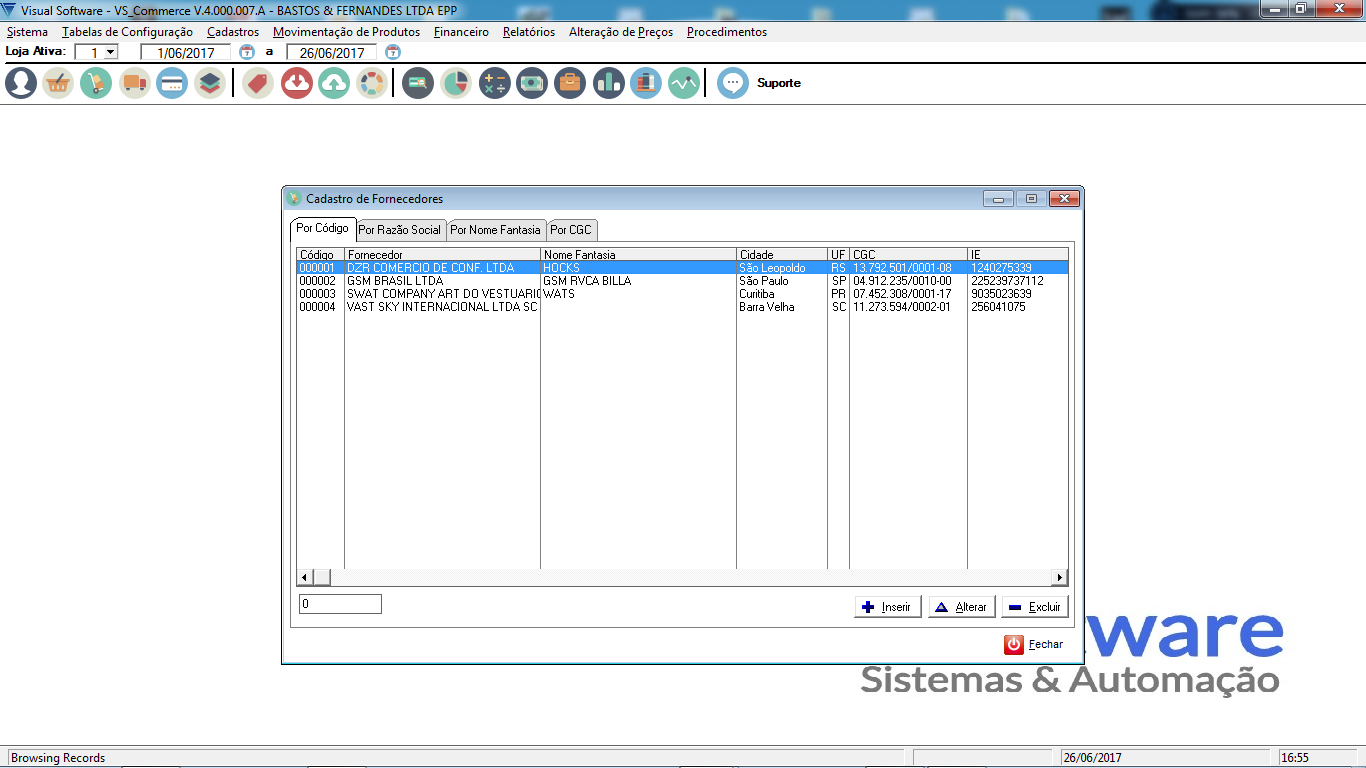 Visual Software - VS_Commerce V.4.000.007.A - BASTOS & FERNANDES LTDA EPP
Sistema Tabelas de Configuração Cadastros Movimentação de Produtos Financeiro Relatórios Alteração de Preços Procedimentos
Loja Ativa: 1 1/06/2017 a 26/06/2017
Suporte
Cadastro de Fornecedores
Por Código Por Razão Social Por Nome Fantasia Por CGC
Código Fornecedor Nome Fantasia Cidade UF CGC IE
000001 DZR COMERCIO DE CONF. LTDA HOCKS São Leopoldo RS 13.792.501/0001-08 1240275339
000002 GSM BRASIL LTDA GSM RVCA BILLA São Paulo SP 04.912.235/0010-00 225239737112
000003 SWAT COMPANY ART DO VESTUARIO WATS Curitiba PR 07.452.308/0001-17 9035023639
000004 VAST SKY INTERNACIONAL LTDA SC Barra Velha SC 11.273.594/0002-01 256041075
0
Inserir Alterar Excluir
Fechar
ware
Sistemas & Automação
Browsing Records 26/06/2017 16:55